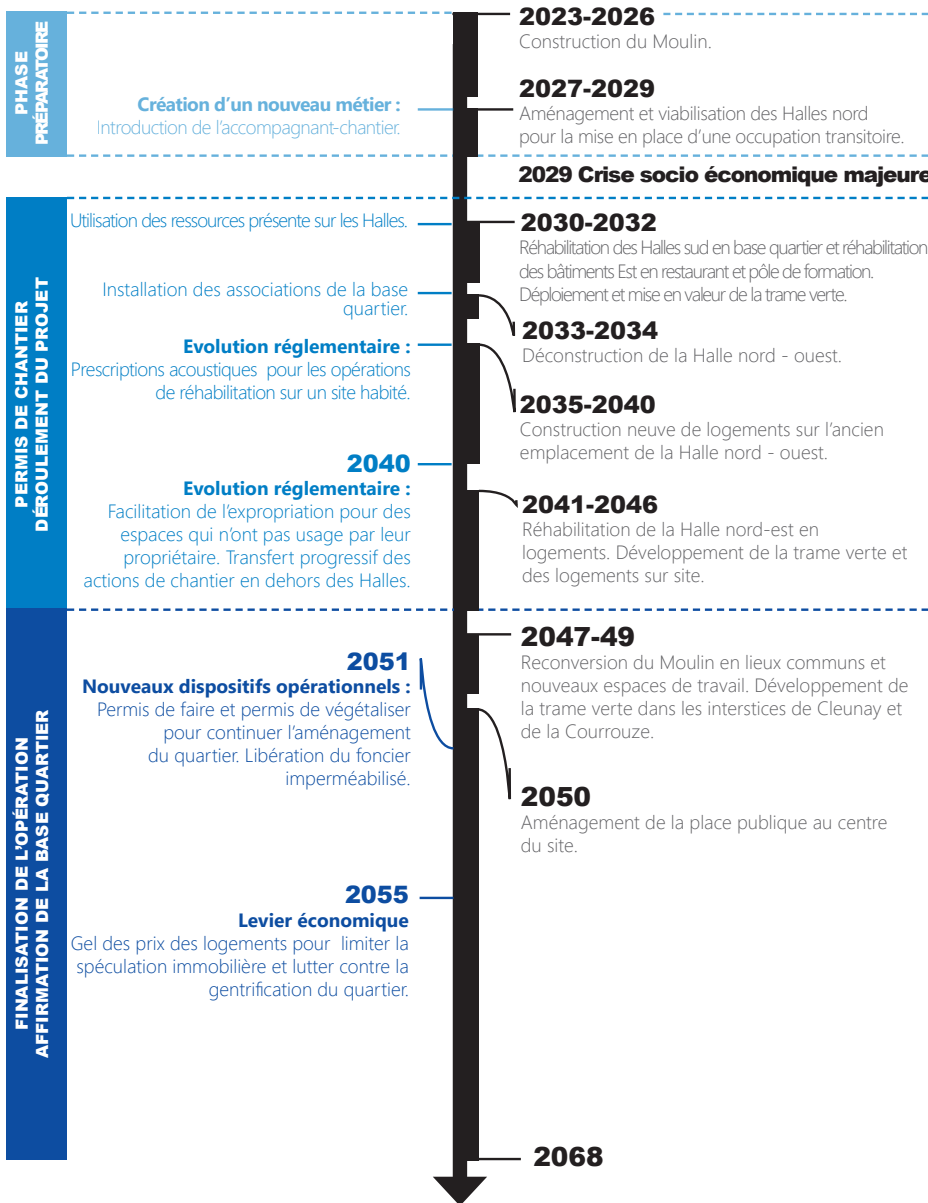 PHASE
PRÉPARATOIRE
2023-2026
Construction du Moulin.
Création d'un nouveau métier :
Introduction de l'accompagnant-chantier.
2027-2029
Aménagement et viabilisation des Halles nord
pour la mise en place d'une occupation transitoire.
2029 Crise socio économique majeure
PERMIS DE CHANTIER
DÉROULEMENT DU PROJET
Utilisation des ressources présente sur les Halles.
2030-2032
Réhabilitation des Halles sud en base quartier et réhabilitation
des bâtiments Est en restaurant et pôle de formation.
Déploiement et mise en valeur de la trame verte.
Installation des associations de la base
quartier.
2033-2034
Déconstruction de la Halle nord - ouest.
Evolution réglementaire :
Prescriptions acoustiques pour les opérations
de réhabilitation sur un site habité.
2035-2040
Construction neuve de logements sur l'ancien
emplacement de la Halle nord - ouest.
2040
Evolution réglementaire :
Facilitation de l'expropriation pour des
espaces qui n'ont pas usage par leur
propriétaire. Transfert progressif des
actions de chantier en dehors des Halles.
2041-2046
Réhabilitation de la Halle nord-est en
logements. Développement de la trame verte et
des logements sur site.
FINALISATION DE L'OPÉRATION
AFFIRMATION DE LA BASE QUARTIER
2047-49
Reconversion du Moulin en lieux communs et
nouveaux espaces de travail. Développement de
la trame verte dans les interstices de Cleunay et
de la Courrouze.
2051
Nouveaux dispositifs opérationnels :
Permis de faire et permis de végétaliser
pour continuer l'aménagement
du quartier. Libération du foncier
imperméabilisé.
2050
Aménagement de la place publique au centre
du site.
2055
Levier économique
Gel des prix des logements pour limiter la
spéculation immobilière et lutter contre la
gentrification du quartier.
2068